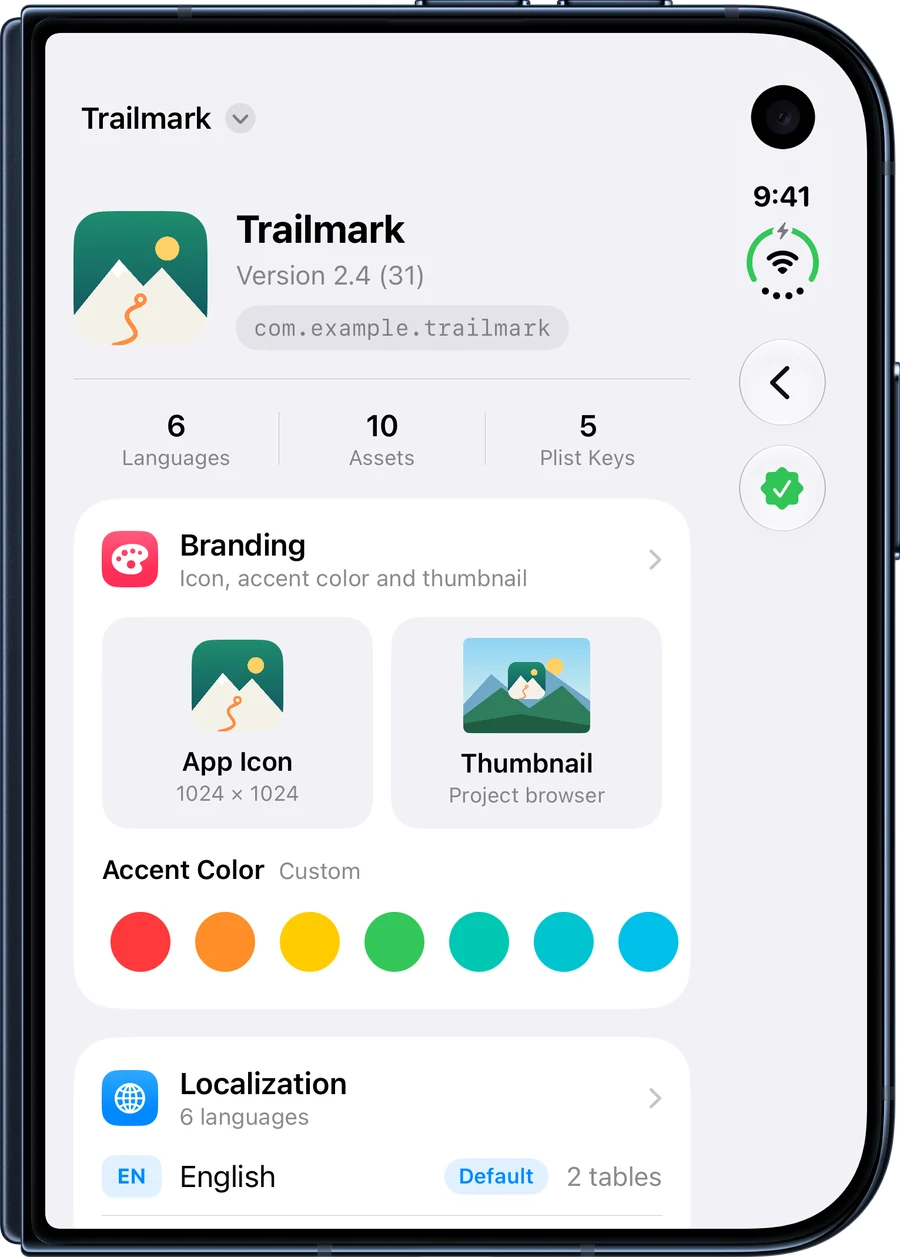 Trailmark
9:41
Trailmark
Version 2.4 (31)
com.example.trailmark
6
Languages
10
Assets
5
Plist Keys
Branding
Icon, accent color and thumbnail
App Icon
1024 × 1024
Thumbnail
Project browser
Accent Color Custom
Localization
6 languages
EN English Default 2 tables